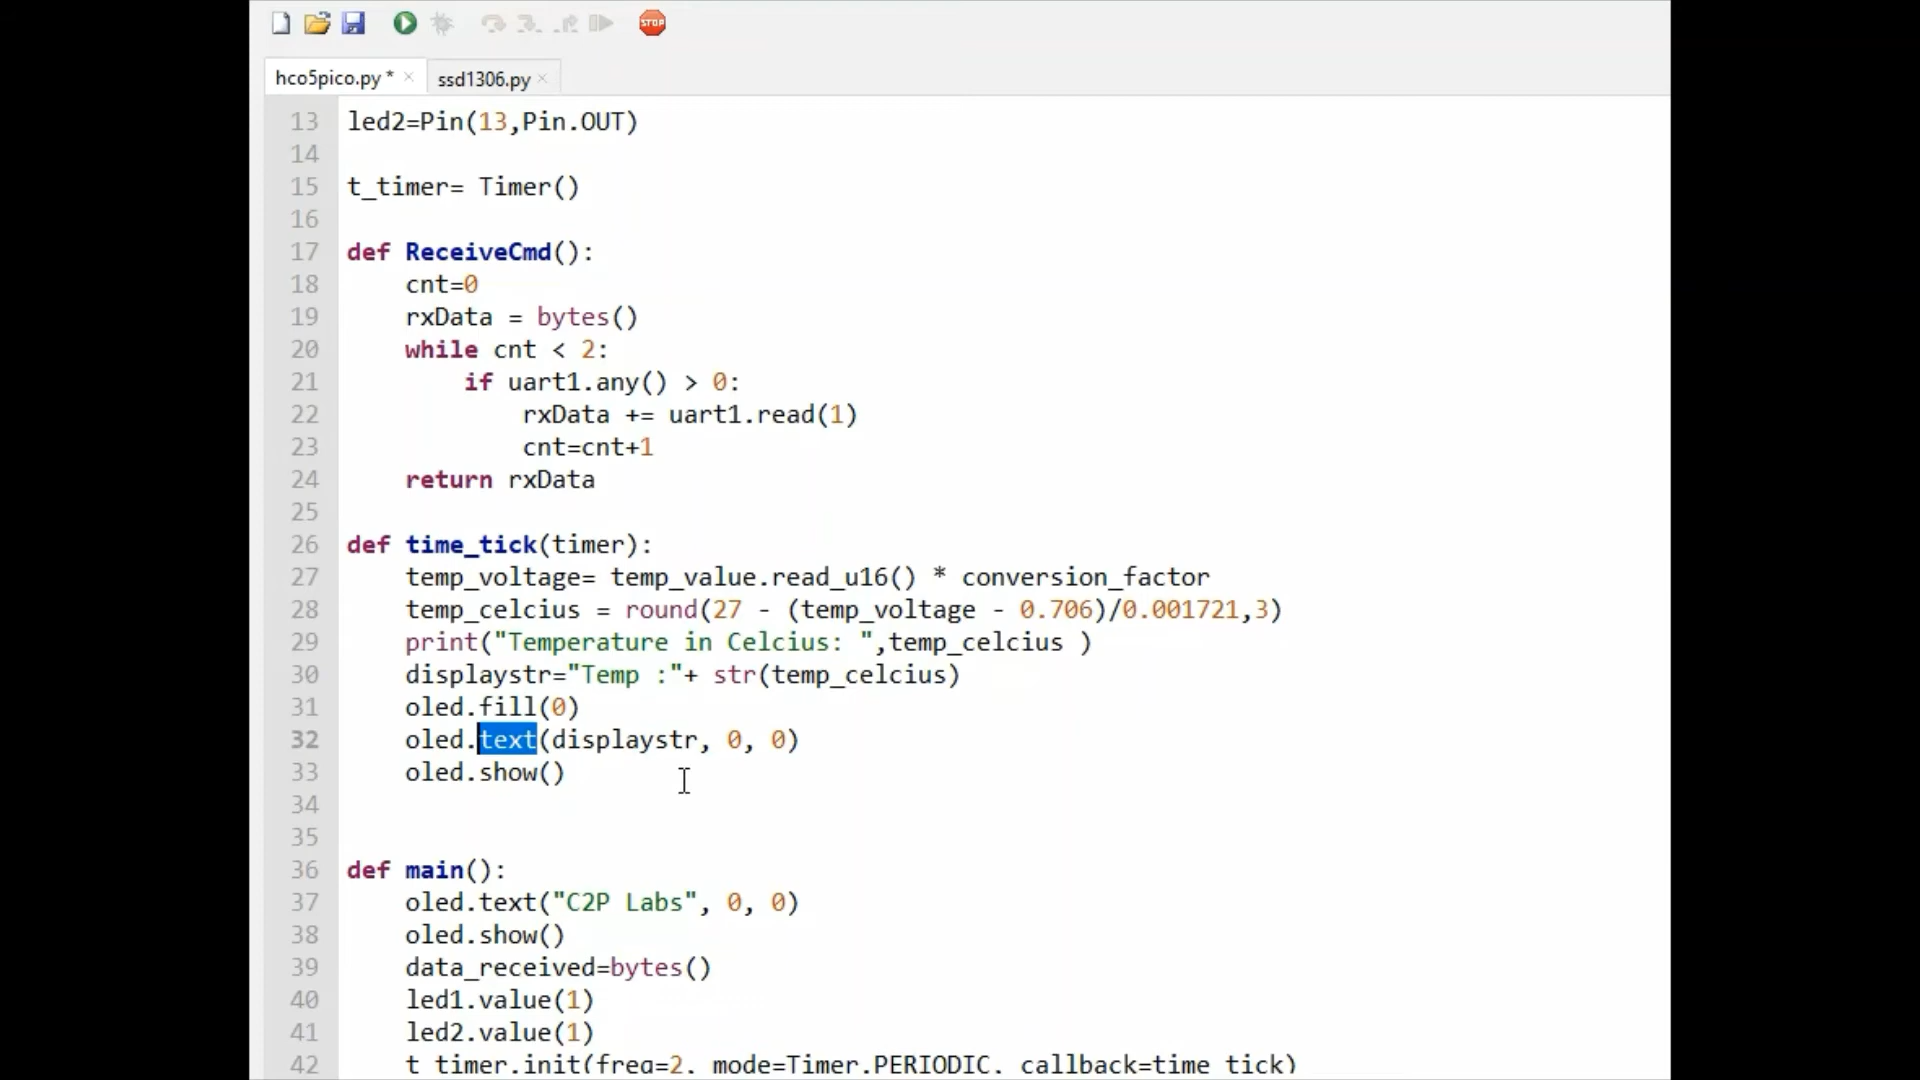 STOP
hco5pico.py * ×
ssd1306.py ×
13 led2=Pin(13,Pin.OUT)
14
15 t_timer= Timer()
16
17 def ReceiveCmd():
18     cnt=0
19     rxData = bytes()
20     while cnt < 2:
21         if uart1.any() > 0:
22             rxData += uart1.read(1)
23             cnt=cnt+1
24     return rxData
25
26 def time_tick(timer):
27     temp_voltage= temp_value.read_u16() * conversion_factor
28     temp_celcius = round(27 - (temp_voltage - 0.706)/0.001721,3)
29     print("Temperature in Celcius: ",temp_celcius )
30     displaystr="Temp :"+ str(temp_celcius)
31     oled.fill(0)
32     oled.text(displaystr, 0, 0)
33     oled.show()
34
35
36 def main():
37     oled.text("C2P Labs", 0, 0)
38     oled.show()
39     data_received=bytes()
40     led1.value(1)
41     led2.value(1)
42     t_timer.init(freq=2, mode=Timer.PERIODIC, callback=time_tick)